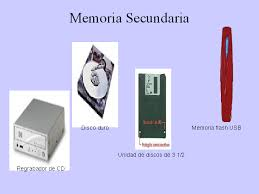 Memoria Secundaria
Disco duro
Memoria flash USB
Unidad de discos de 3 1/2
Regrabador de CD